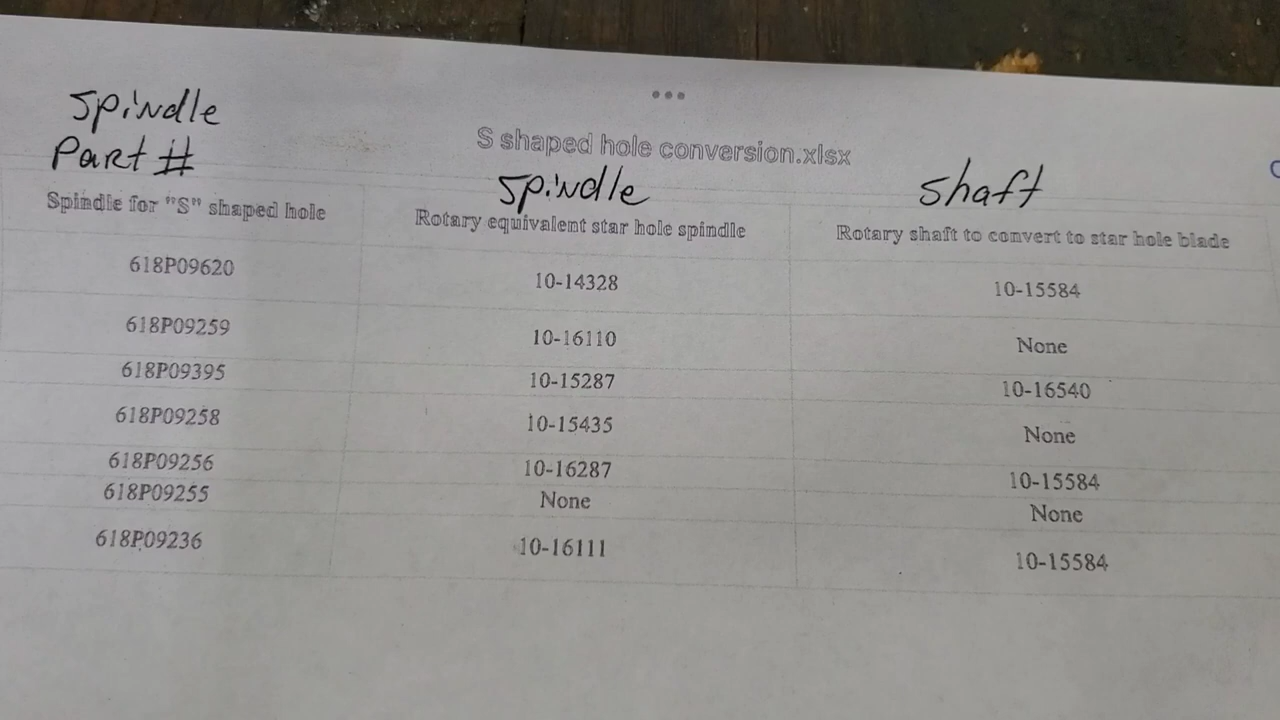 Spindle
Part #
S shaped hole conversion.xlsx
Spindle
Shaft
Spindle for "S" shaped hole
Rotary equivalent star hole spindle
Rotary shaft to convert to star hole blade
618P09620 10-14328 10-15584
618P09259 10-16110 None
618P09395 10-15287 10-16540
618P09258 10-15435 None
618P09256 10-16287 10-15584
618P09255 None None
618P09236 10-16111 10-15584